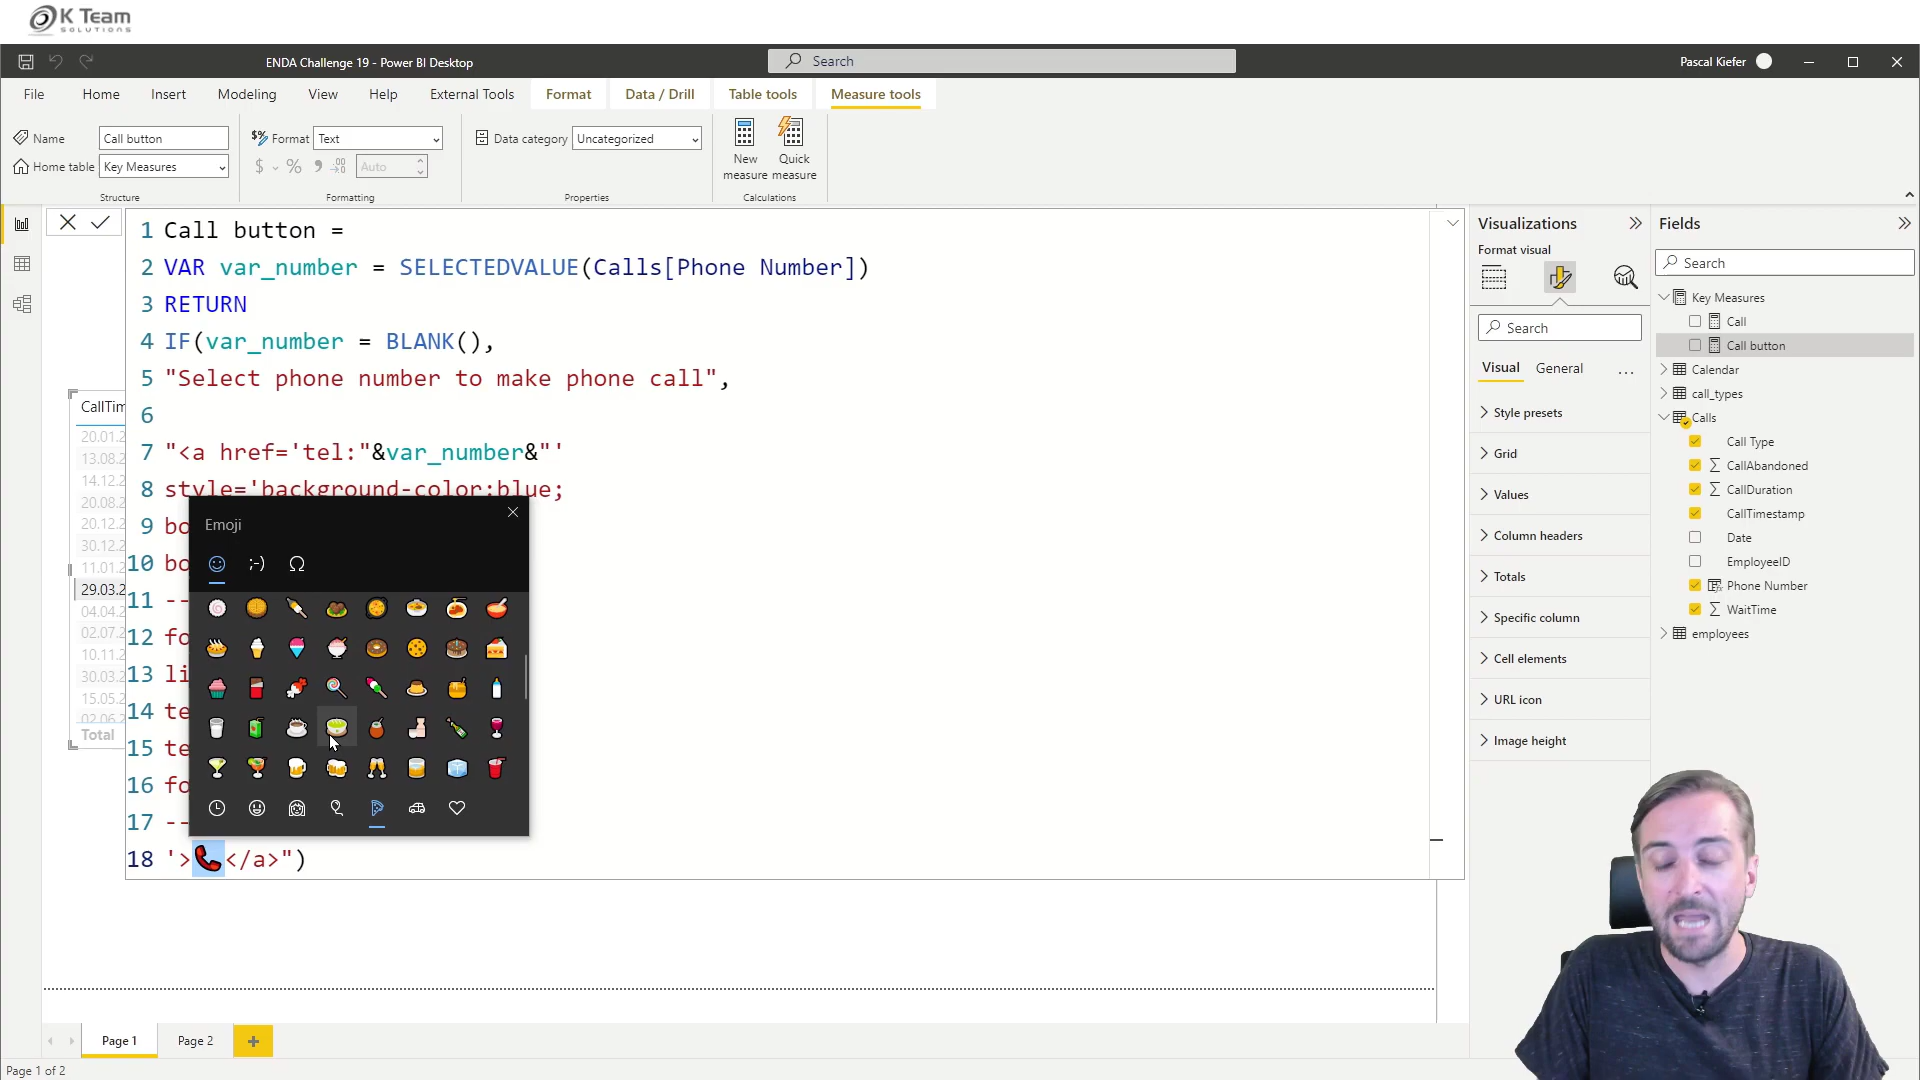 K Team
SOLUTIONS
ENDA Challenge 19 - Power BI Desktop
Search
Pascal Kiefer
File
Home
Insert
Modeling
View
Help
External Tools
Format
Data / Drill
Table tools
Measure tools
Name
Call button
Format
Text
Data category
Uncategorized
Home table
Key Measures
$
%
Auto
New
measure
Quick
measure
Structure
Formatting
Properties
Calculations
1 Call button =
2 VAR var_number = SELECTEDVALUE(Calls[Phone Number])
3 RETURN
4 IF(var_number = BLANK(),
5 "Select phone number to make phone call",
6
7 "<a href='tel:"&var_number&"'
8 style='background-color:blue;
9 bo
10 bo
11 --
12 fo
13 li
14 te
15 te
16 fo
17 --
18 '>📞</a>")
CallTim
20.01.2
13.08.2
14.12.2
20.08.2
20.12.2
30.12.2
11.01.2
29.03.2
04.04.2
02.07.2
10.11.2
30.03.2
15.05.2
02.06.2
Total
Emoji
;-)
Ω
Visualizations
Format visual
Search
Visual
General
...
Style presets
Grid
Values
Column headers
Totals
Specific column
Cell elements
URL icon
Image height
Fields
Search
Key Measures
Call
Call button
Calendar
call_types
Calls
Call Type
∑ CallAbandoned
∑ CallDuration
CallTimestamp
Date
EmployeeID
Phone Number
∑ WaitTime
employees
Page 1
Page 2
+
Page 1 of 2